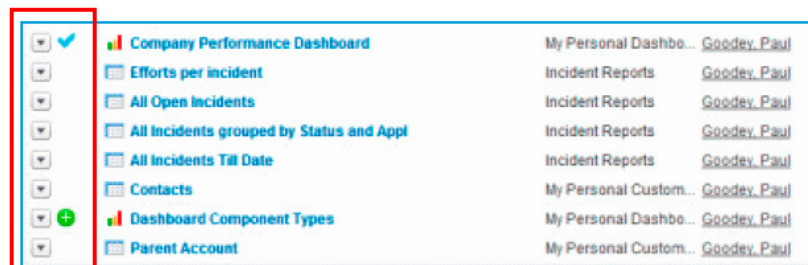 Company Performance Dashboard My Personal Dashbo... Goodey, Paul
Efforts per incident Incident Reports Goodey, Paul
All Open Incidents Incident Reports Goodey, Paul
All Incidents grouped by Status and Appl Incident Reports Goodey, Paul
All Incidents Till Date Incident Reports Goodey, Paul
Contacts My Personal Custom... Goodey, Paul
Dashboard Component Types My Personal Dashbo... Goodey, Paul
Parent Account My Personal Custom... Goodey, Paul